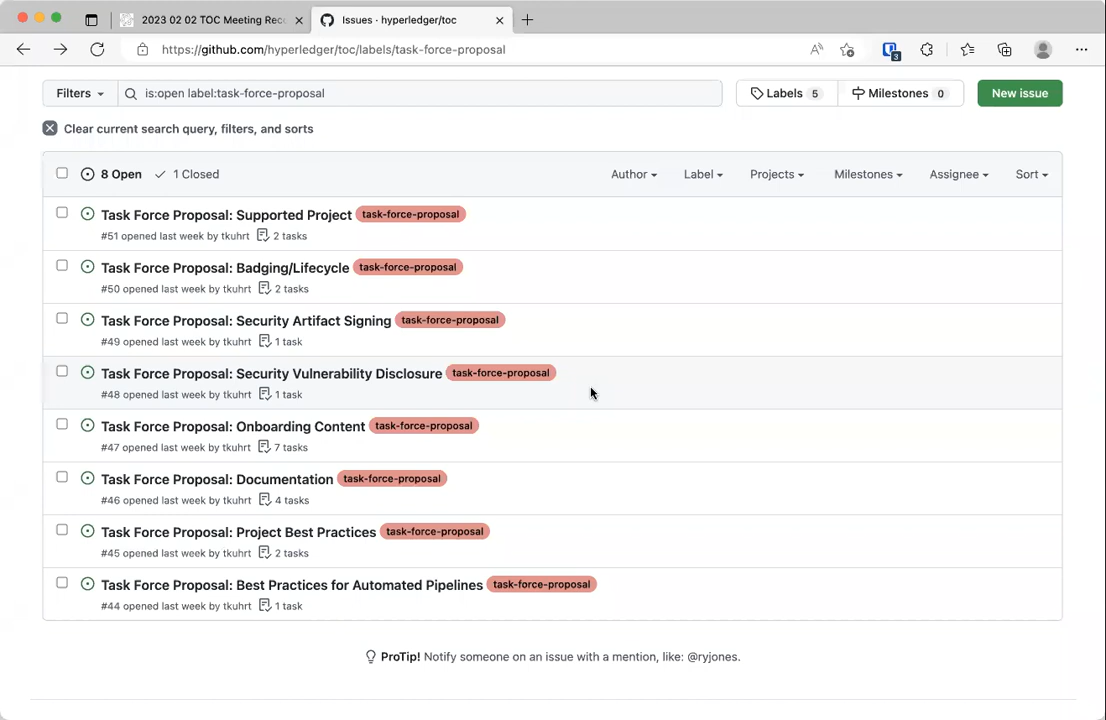 2023 02 02 TOC Meeting Rec
Issues · hyperledger/toc
https://github.com/hyperledger/toc/labels/task-force-proposal
3
Filters
is:open label:task-force-proposal
Labels 5
Milestones 0
New issue
Clear current search query, filters, and sorts
8 Open
1 Closed
Author
Label
Projects
Milestones
Assignee
Sort
Task Force Proposal: Supported Project task-force-proposal
#51 opened last week by tkuhrt 2 tasks
Task Force Proposal: Badging/Lifecycle task-force-proposal
#50 opened last week by tkuhrt 2 tasks
Task Force Proposal: Security Artifact Signing task-force-proposal
#49 opened last week by tkuhrt 1 task
Task Force Proposal: Security Vulnerability Disclosure task-force-proposal
#48 opened last week by tkuhrt 1 task
Task Force Proposal: Onboarding Content task-force-proposal
#47 opened last week by tkuhrt 7 tasks
Task Force Proposal: Documentation task-force-proposal
#46 opened last week by tkuhrt 4 tasks
Task Force Proposal: Project Best Practices task-force-proposal
#45 opened last week by tkuhrt 2 tasks
Task Force Proposal: Best Practices for Automated Pipelines task-force-proposal
#44 opened last week by tkuhrt 1 task
ProTip! Notify someone on an issue with a mention, like: @ryjones.